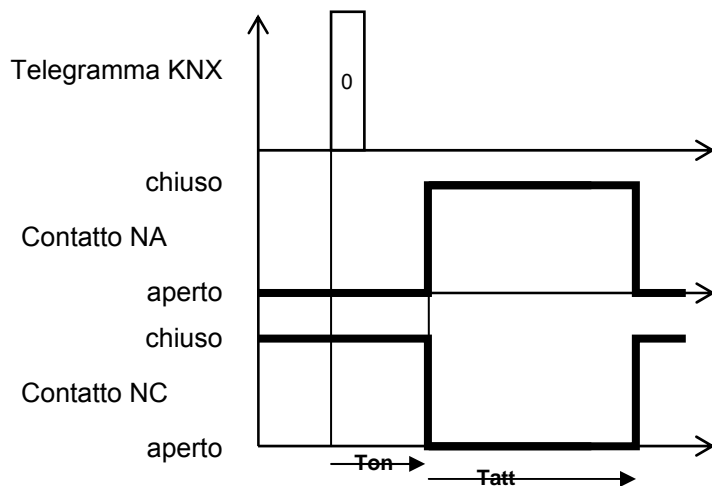 Telegramma KNX
0
chiuso
Contatto NA
aperto
chiuso
Contatto NC
aperto
Ton
Tatt